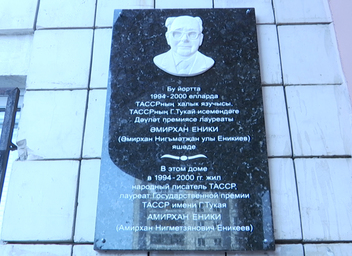 Бу йортта
1994-2000 елларда
ТАССРның халык язучысы,
ТАССРның Г.Тукай исемендәге
Дәүләт премиясе лауреаты
ӘМИРХАН ЕНИКИ
(Әмирхан Нигъмәтҗан улы Еникиев)
яшәде
В этом доме
в 1994-2000 гг. жил
народный писатель ТАССР,
лауреат Государственной премии
ТАССР имени Г.Тукая
АМИРХАН ЕНИКИ
(Амирхан Нигметзянович Еникеев)